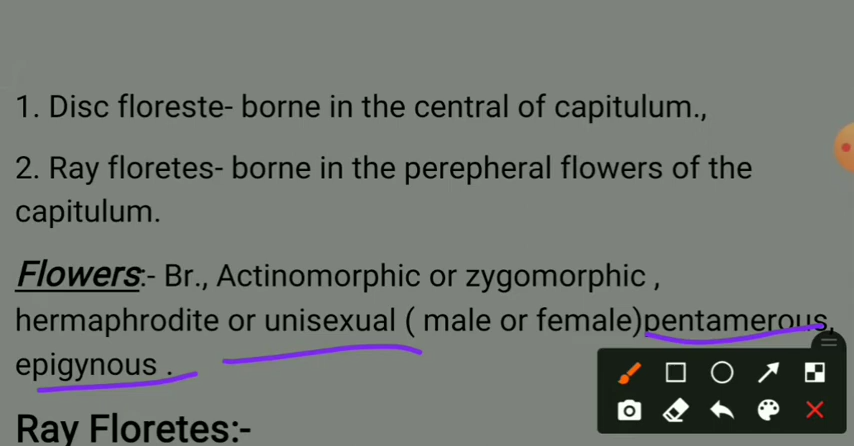 1. Disc floreste- borne in the central of capitulum.,
2. Ray floretes- borne in the perepheral flowers of the
capitulum.
Flowers:- Br., Actinomorphic or zygomorphic ,
hermaphrodite or unisexual ( male or female)pentamerous,
epigynous .
Ray Floretes:-